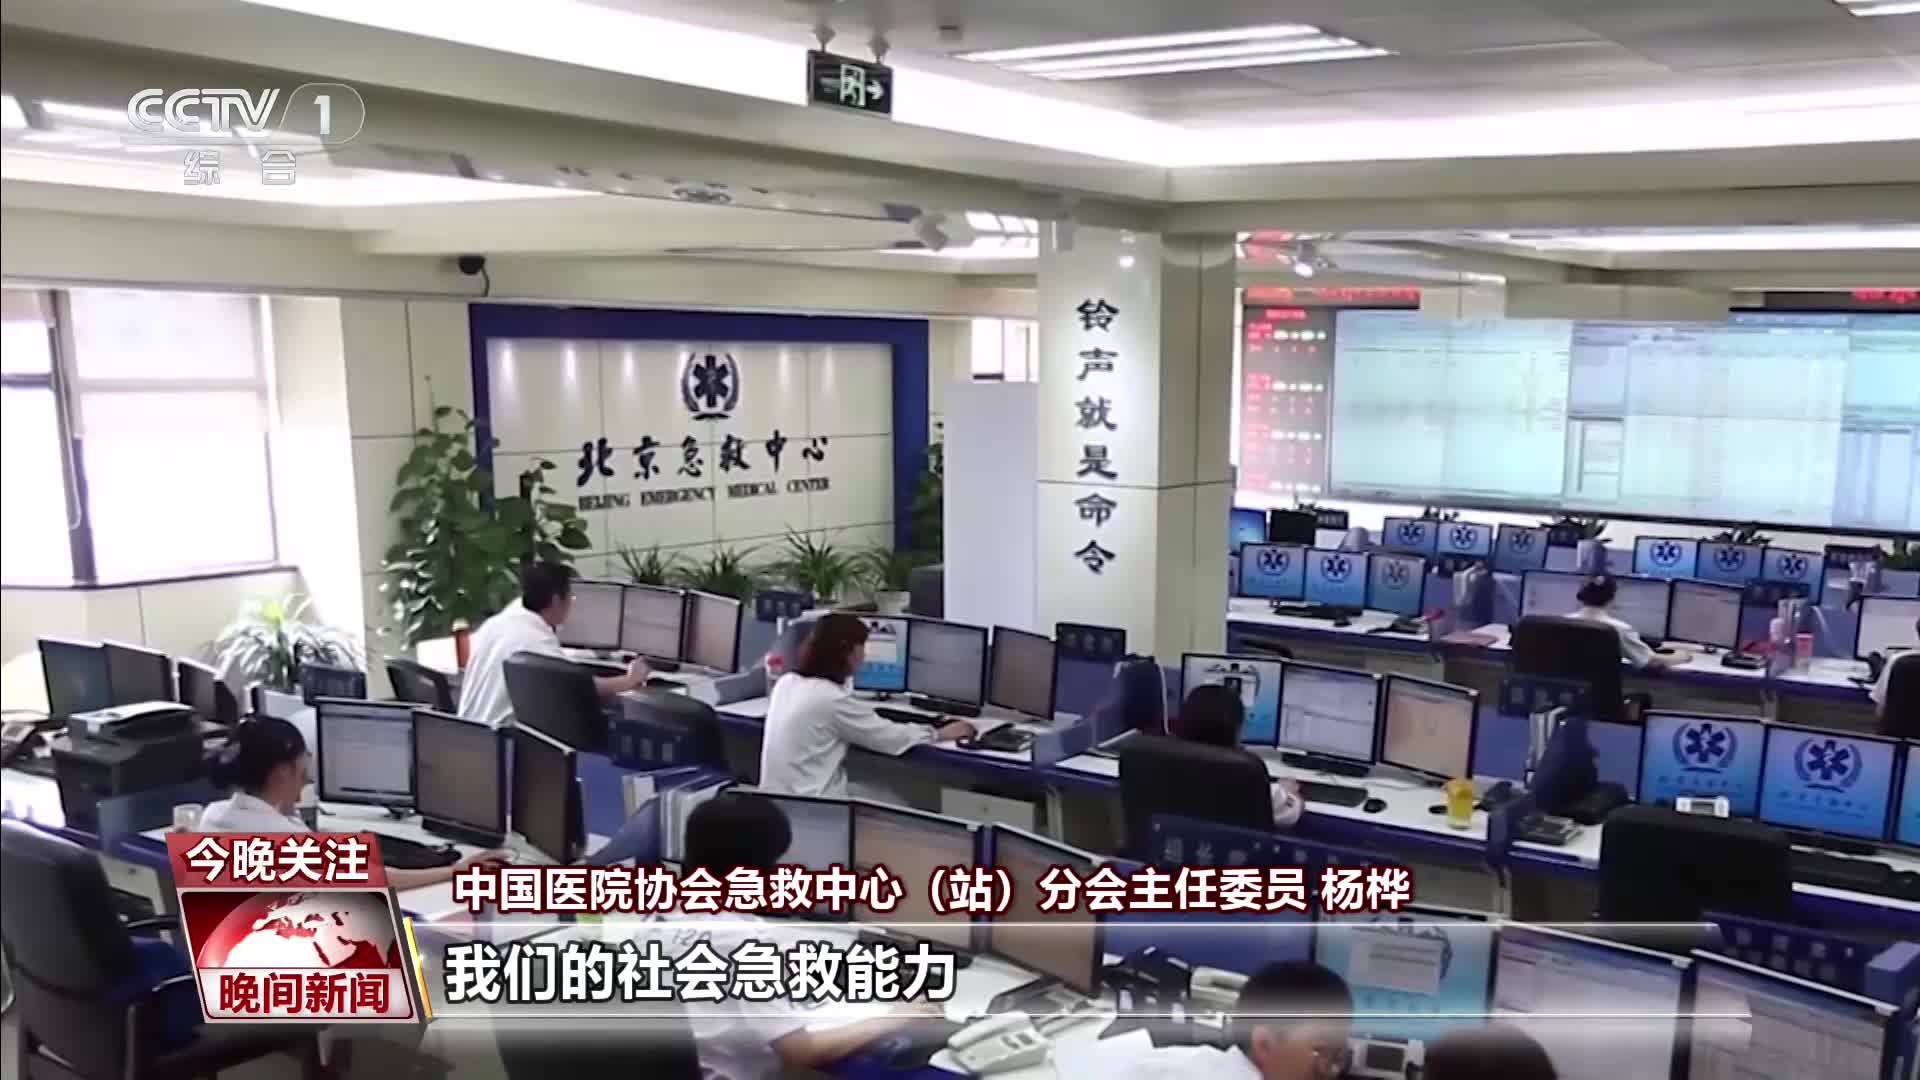 CCTV 1
综合
北京急救中心
BEIJING EMERGENCY MEDICAL CENTER
铃声就是命令
今晚关注
中国医院协会急救中心（站）分会主任委员 杨桦
晚间新闻
我们的社会急救能力